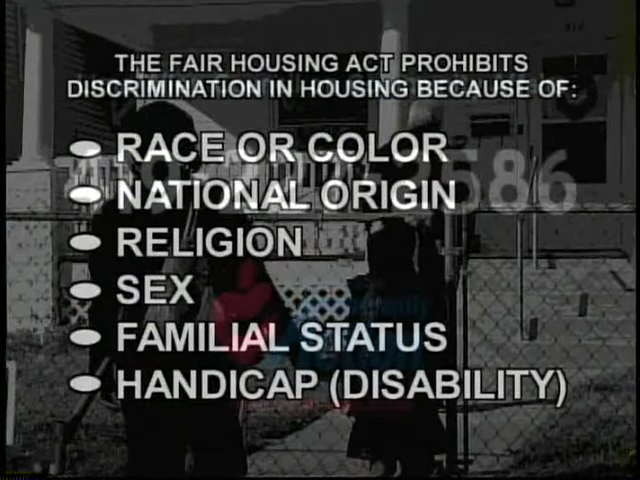 THE FAIR HOUSING ACT PROHIBITS
DISCRIMINATION IN HOUSING BECAUSE OF:
RACE OR COLOR
NATIONAL ORIGIN
RELIGION
SEX
FAMILIAL STATUS
HANDICAP (DISABILITY)